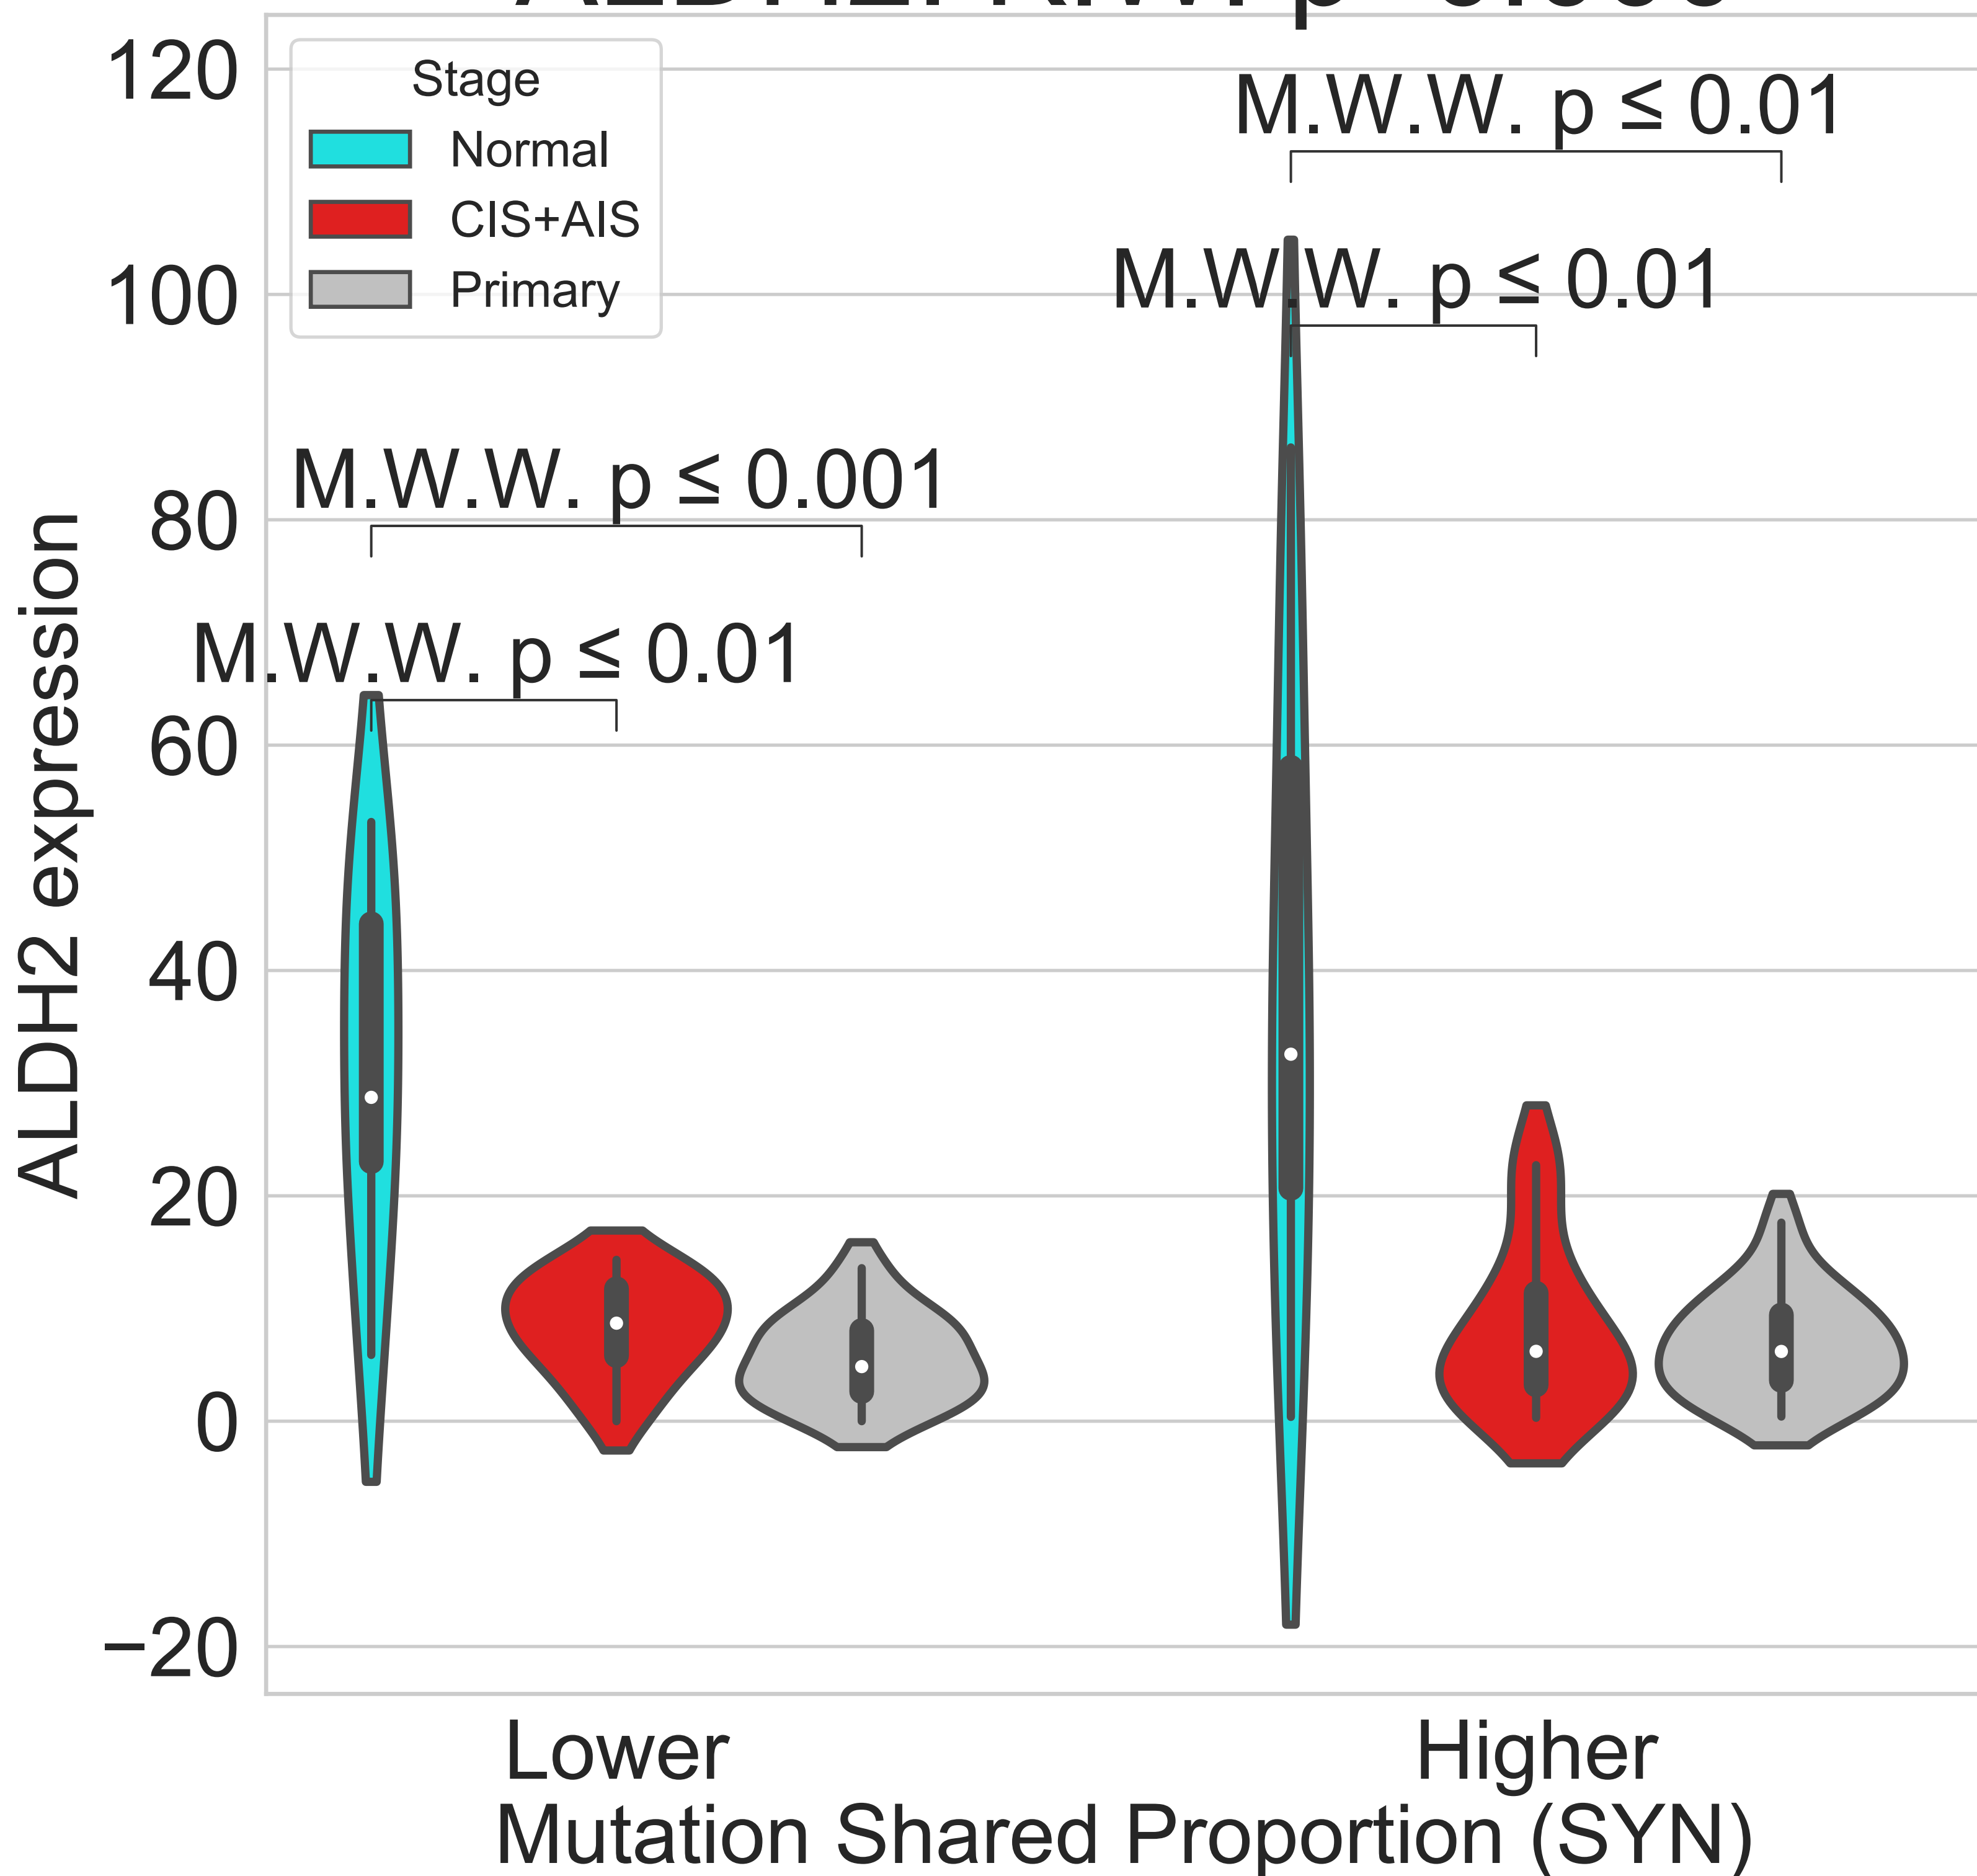 120
100
80
60
40
20
0
−20
ALDH2 expression
Stage
Normal
CIS+AIS
Primary
M.W.W. p ≤ 0.01
M.W.W. p ≤ 0.01
M.W.W. p ≤ 0.001
M.W.W. p ≤ 0.01
Lower
Higher
Mutation Shared Proportion (SYN)